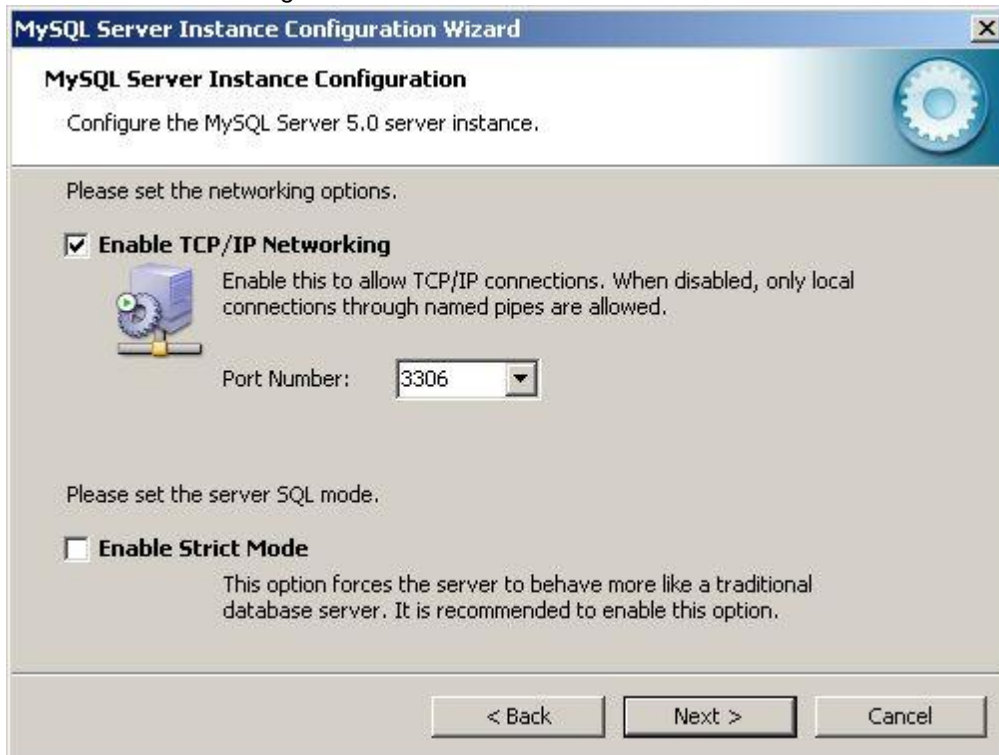 MySQL Server Instance Configuration Wizard
MySQL Server Instance Configuration
Configure the MySQL Server 5.0 server instance.
Please set the networking options.
Enable TCP/IP Networking
Enable this to allow TCP/IP connections. When disabled, only local
connections through named pipes are allowed.
Port Number: 3306
Please set the server SQL mode.
Enable Strict Mode
This option forces the server to behave more like a traditional
database server. It is recommended to enable this option.
< Back Next > Cancel